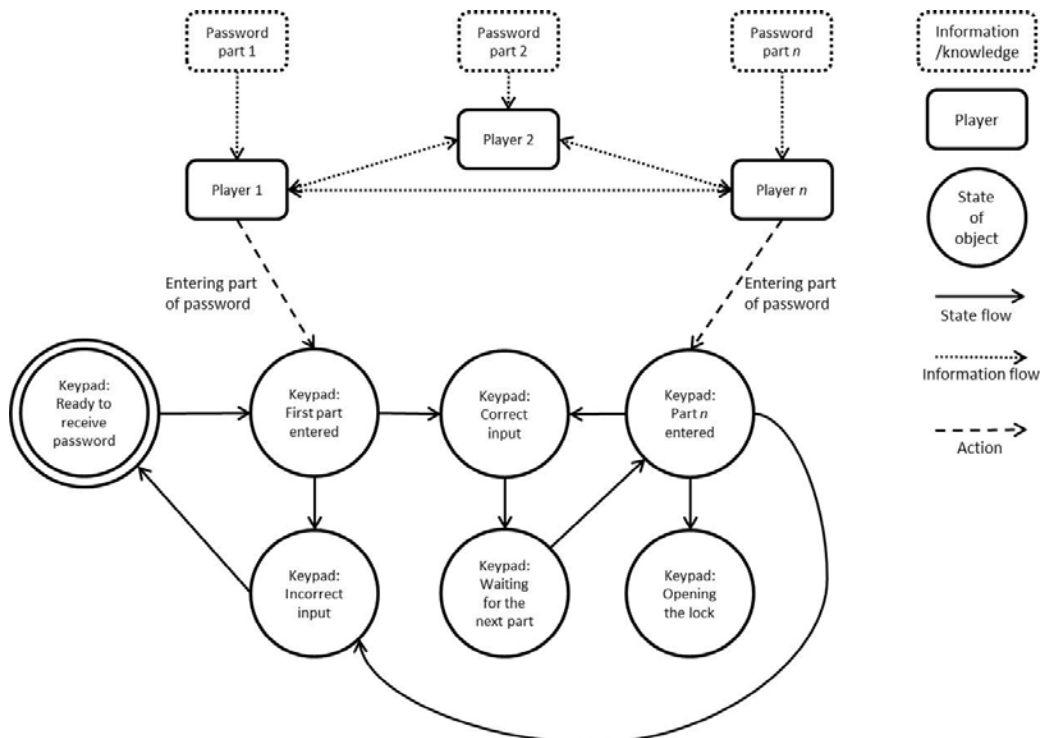 Password
part 1
Password
part 2
Password
part n
Information
/knowledge
Player 1
Player 2
Player n
Player
Entering part
of password
Entering part
of password
State
of
object
State flow
Information flow
Action
Keypad:
Ready to
receive
password
Keypad:
First part
entered
Keypad:
Correct
input
Keypad:
Part n
entered
Keypad:
Incorrect
input
Keypad:
Waiting
for the
next part
Keypad:
Opening
the lock